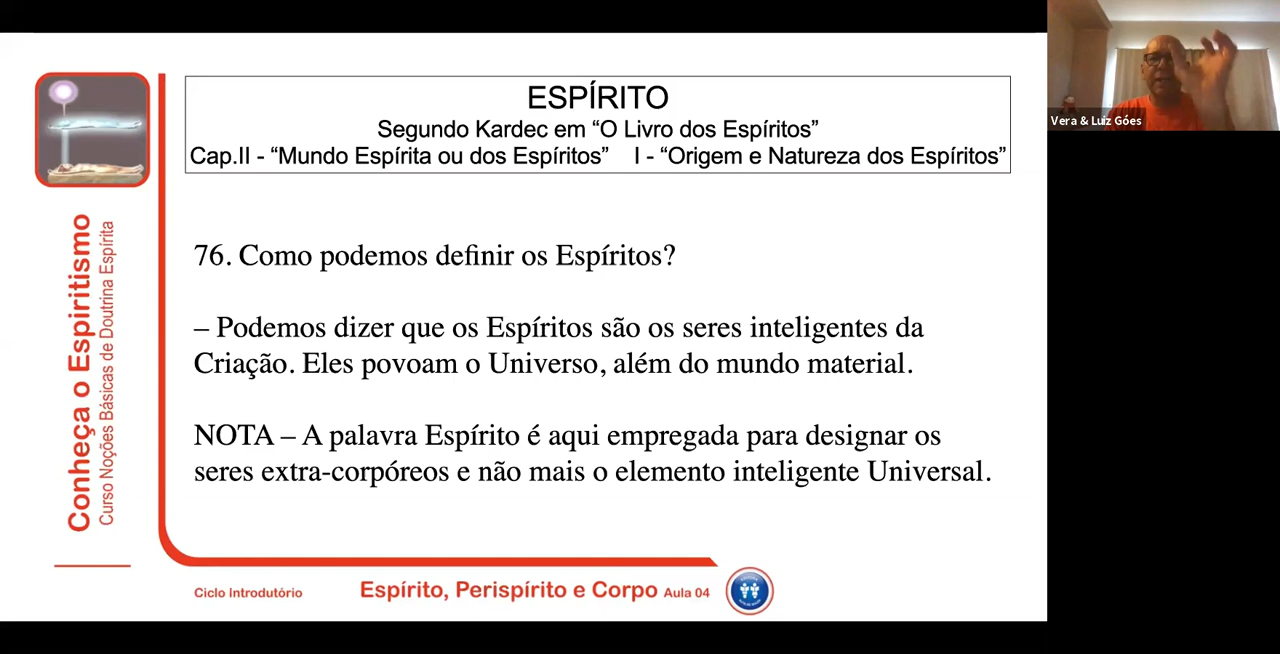 ESPÍRITO
Segundo Kardec em “O Livro dos Espíritos”
Cap.II - “Mundo Espírita ou dos Espíritos” I - “Origem e Natureza dos Espíritos”
76. Como podemos definir os Espíritos?
– Podemos dizer que os Espíritos são os seres inteligentes da
Criação. Eles povoam o Universo, além do mundo material.
NOTA – A palavra Espírito é aqui empregada para designar os
seres extra-corpóreos e não mais o elemento inteligente Universal.
Conheça o Espiritismo
Curso Noções Básicas de Doutrina Espírita
Ciclo Introdutório
Espírito, Perispírito e Corpo Aula 04
Vera & Luiz Góes